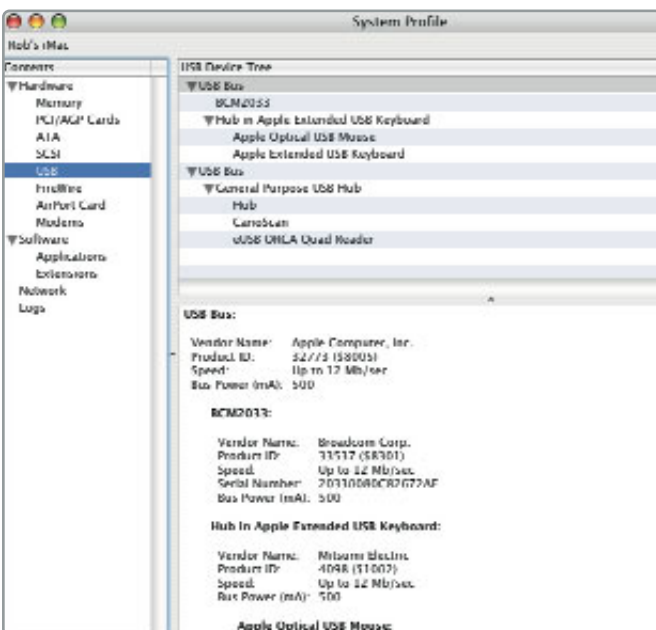 System Profile
Rob's iMac
Contents
Hardware
Memory
PCI/AGP Cards
ATA
SCSI
USB
FireWire
AirPort Card
Modems
Software
Applications
Extensions
Network
Logs
USB Device Tree
USB Bus
BCM2033
Hub in Apple Extended USB Keyboard
Apple Optical USB Mouse
Apple Extended USB Keyboard
USB Bus
General Purpose USB Hub
Hub
CanoScan
eUSB ORCA Quad Reader
USB Bus:
Vendor Name: Apple Computer, Inc.
Product ID: 32773 ($8005)
Speed: Up to 12 Mb/sec
Bus Power (mA): 500
BCM2033:
Vendor Name: Broadcom Corp.
Product ID: 33537 ($8301)
Speed: Up to 12 Mb/sec
Serial Number:
Bus Power (mA): 500
Hub in Apple Extended USB Keyboard:
Vendor Name: Mitsumi Electric
Product ID: 4098 ($1002)
Speed: Up to 12 Mb/sec
Bus Power (mA): 500
Apple Optical USB Mouse: